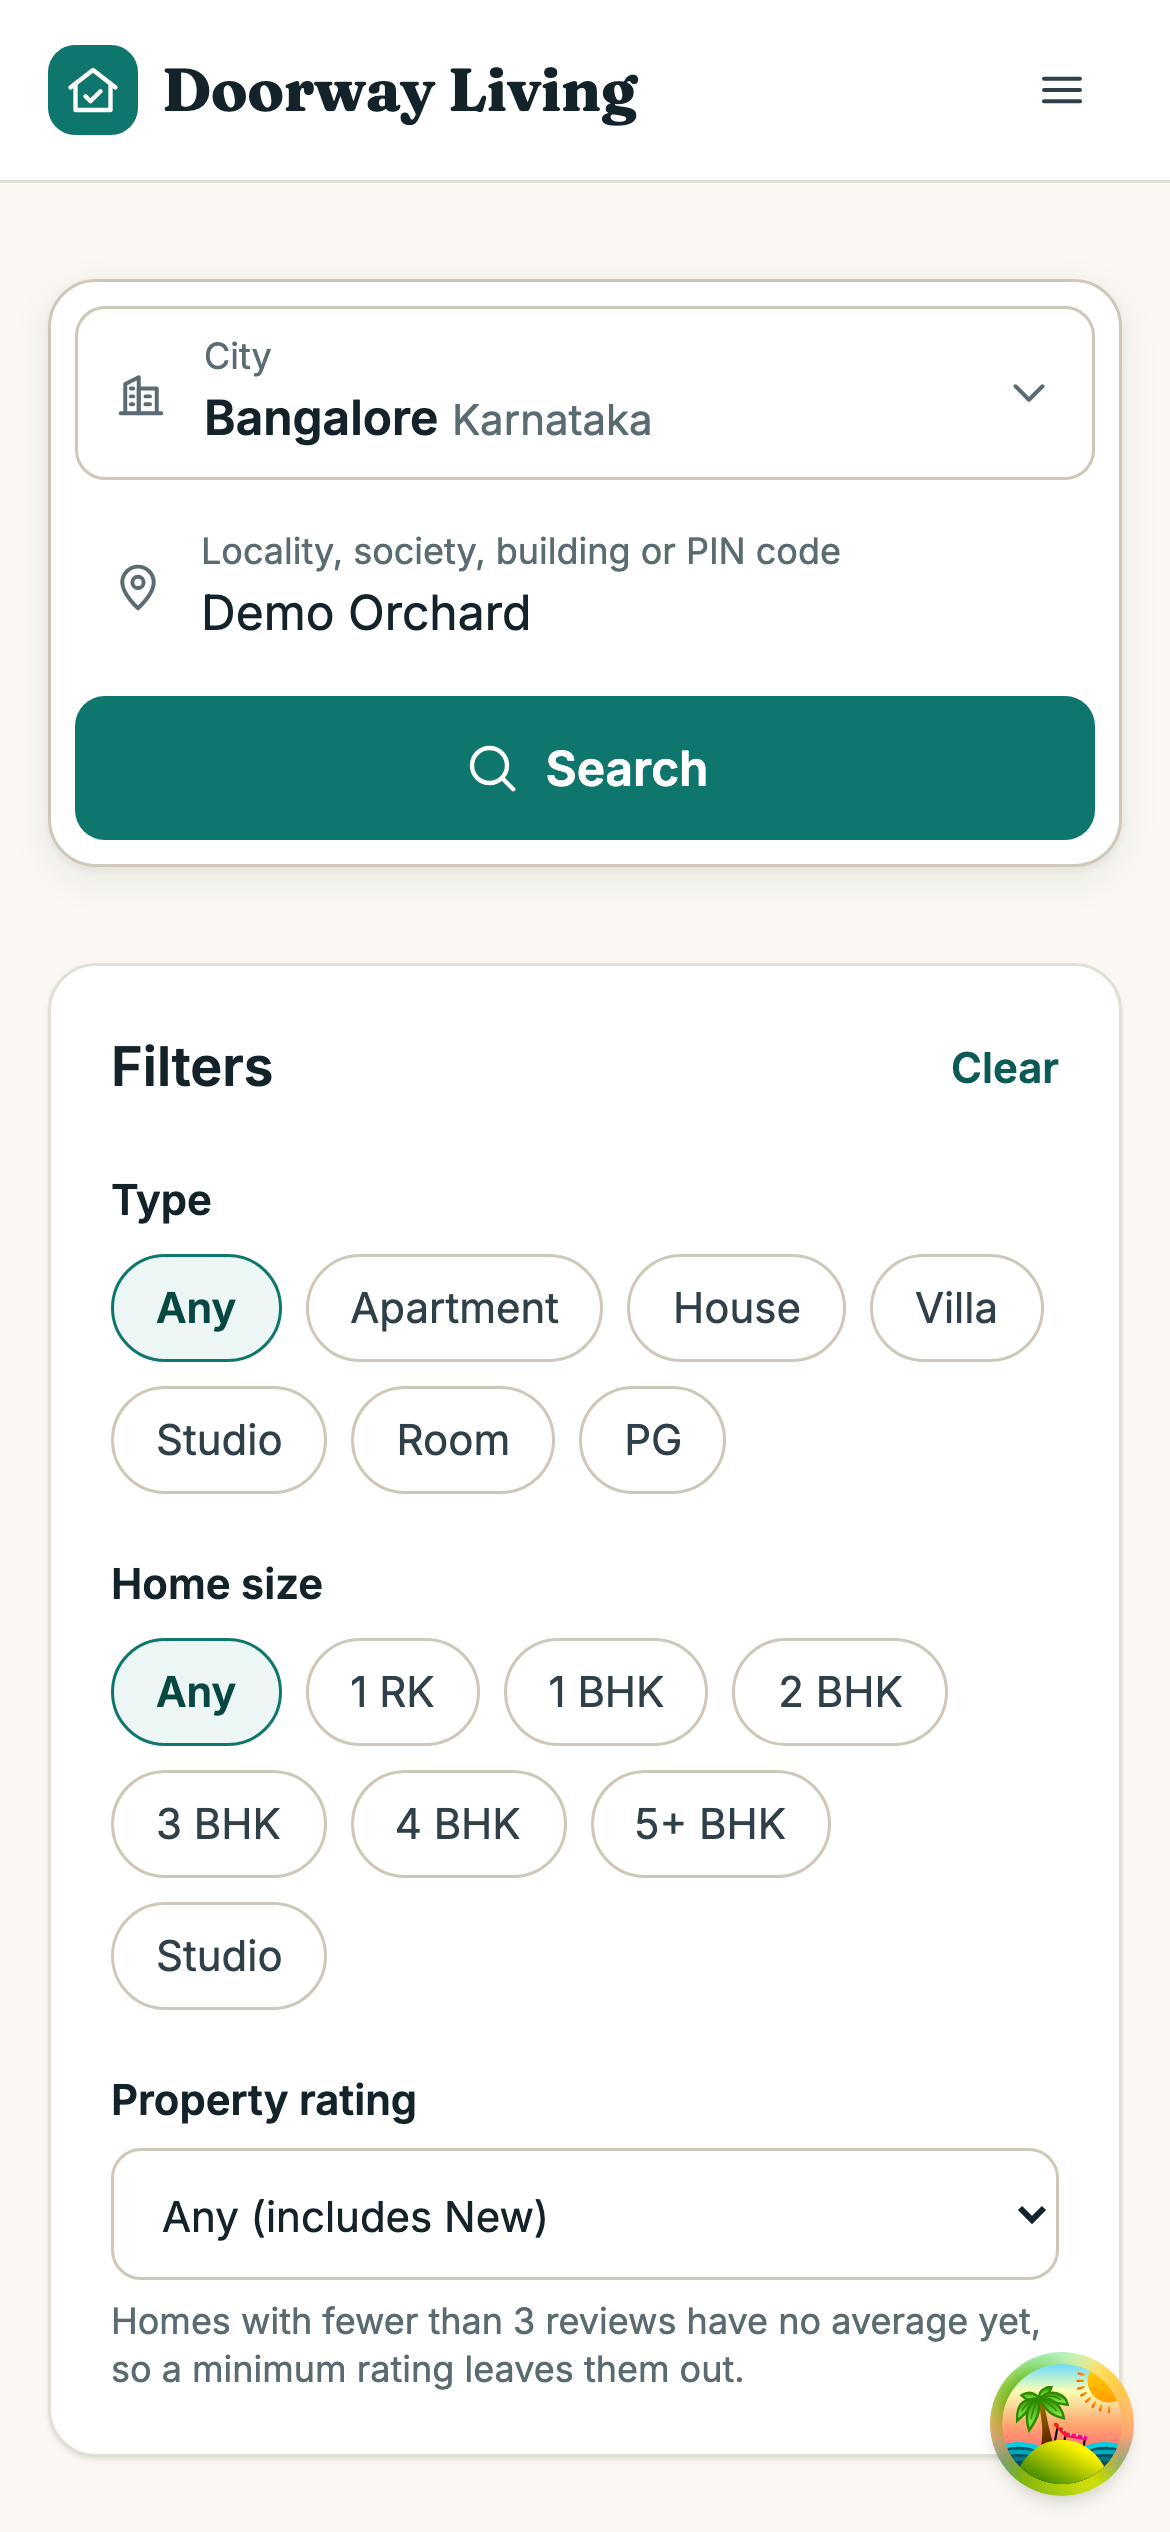 Doorway Living
City
Bangalore Karnataka
Locality, society, building or PIN code
Demo Orchard
Search
Filters
Clear
Type
Any
Apartment
House
Villa
Studio
Room
PG
Home size
Any
1 RK
1 BHK
2 BHK
3 BHK
4 BHK
5+ BHK
Studio
Property rating
Any (includes New)
Homes with fewer than 3 reviews have no average yet,
so a minimum rating leaves them out.